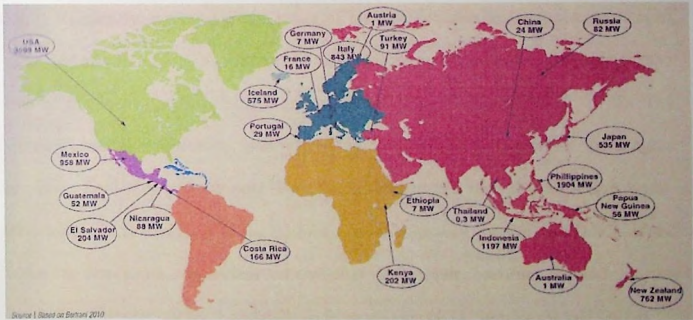 USA
Austria
1 MW
China
24 MW
Russia
82 MW
Germany
7 MW
Italy
843 MW
Turkey
91 MW
France
16 MW
Iceland
575 MW
Portugal
29 MW
Japan
535 MW
Mexico
958 MW
Phillippines
1904 MW
Guatemala
52 MW
Ethiopia
7 MW
Papua
New Guinea
56 MW
Thailand
0.3 MW
El Salvador
204 MW
Nicaragua
88 MW
Indonesia
1197 MW
Costa Rica
166 MW
Kenya
202 MW
Australia
1 MW
New Zealand
762 MW
Based on Bertani 2010